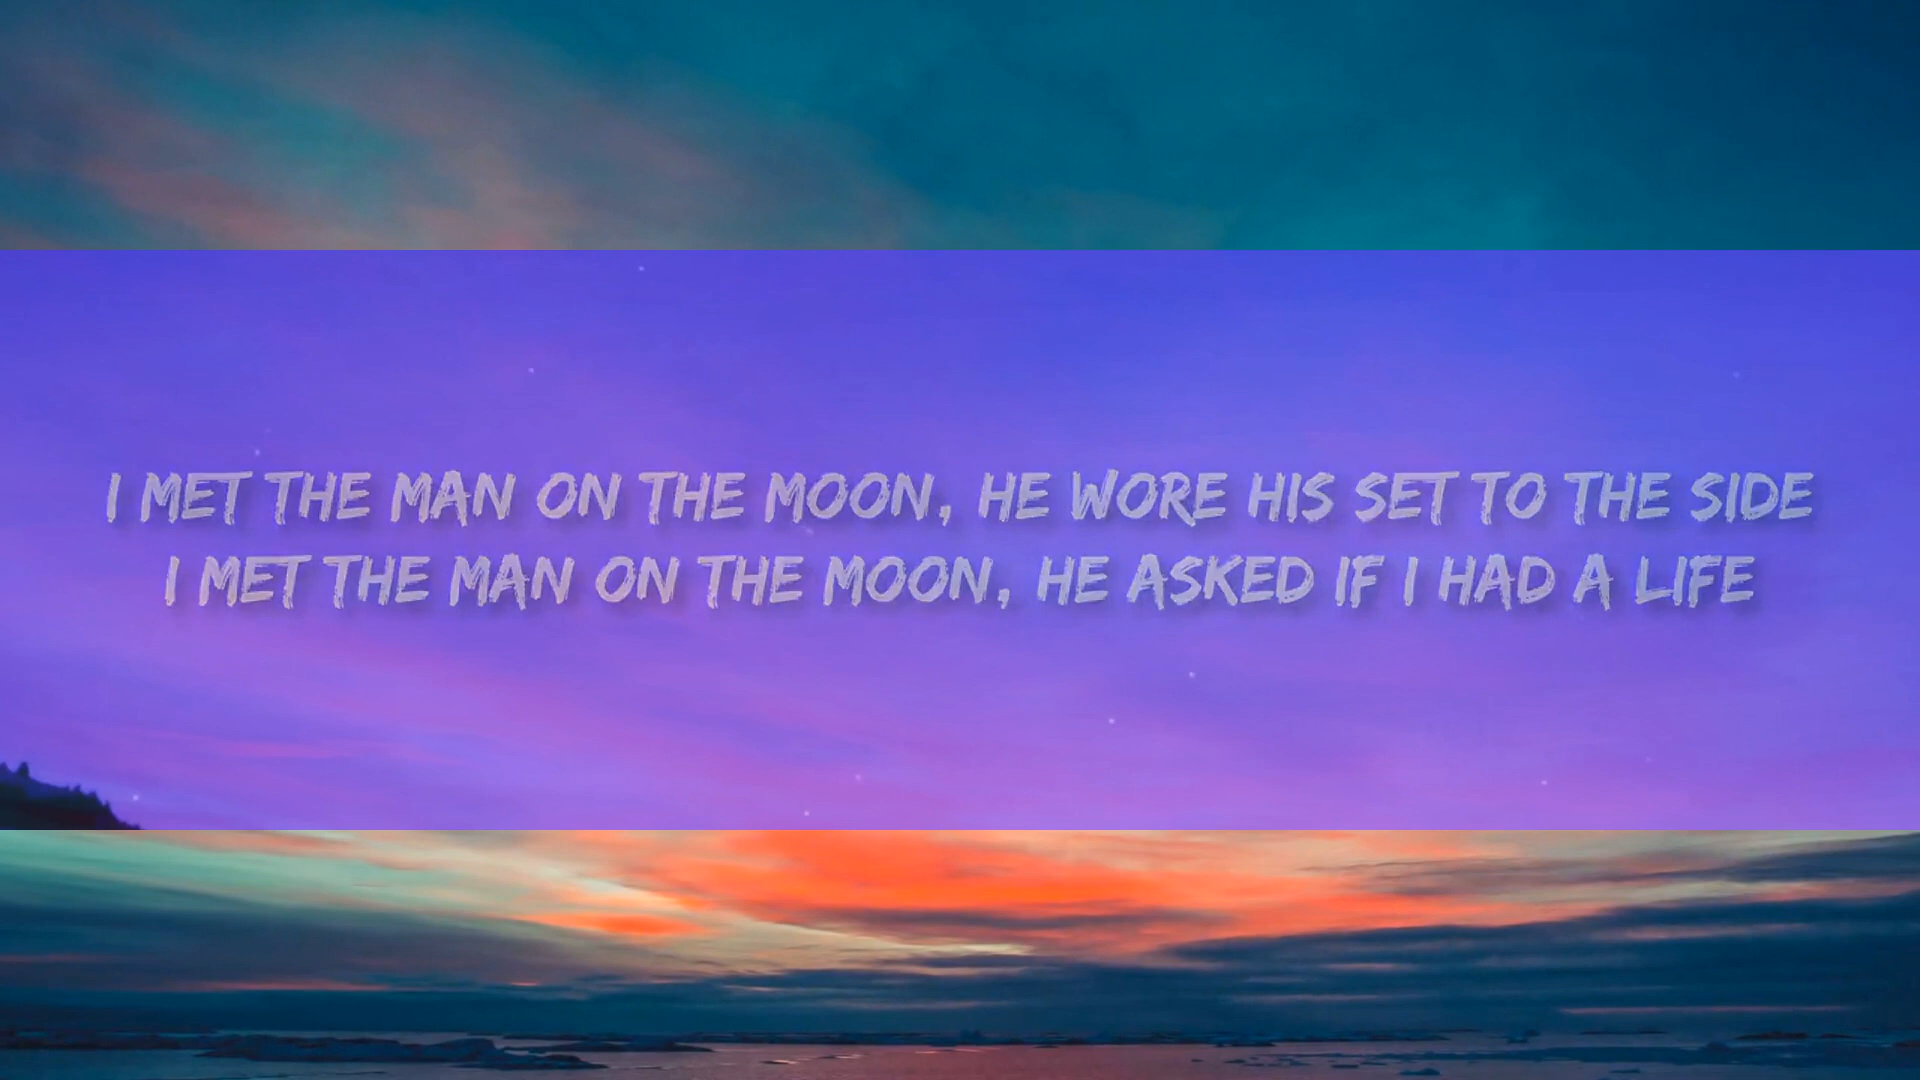 I MET THE MAN ON THE MOON, HE WORE HIS SET TO THE SIDE
I MET THE MAN ON THE MOON, HE ASKED IF I HAD A LIFE